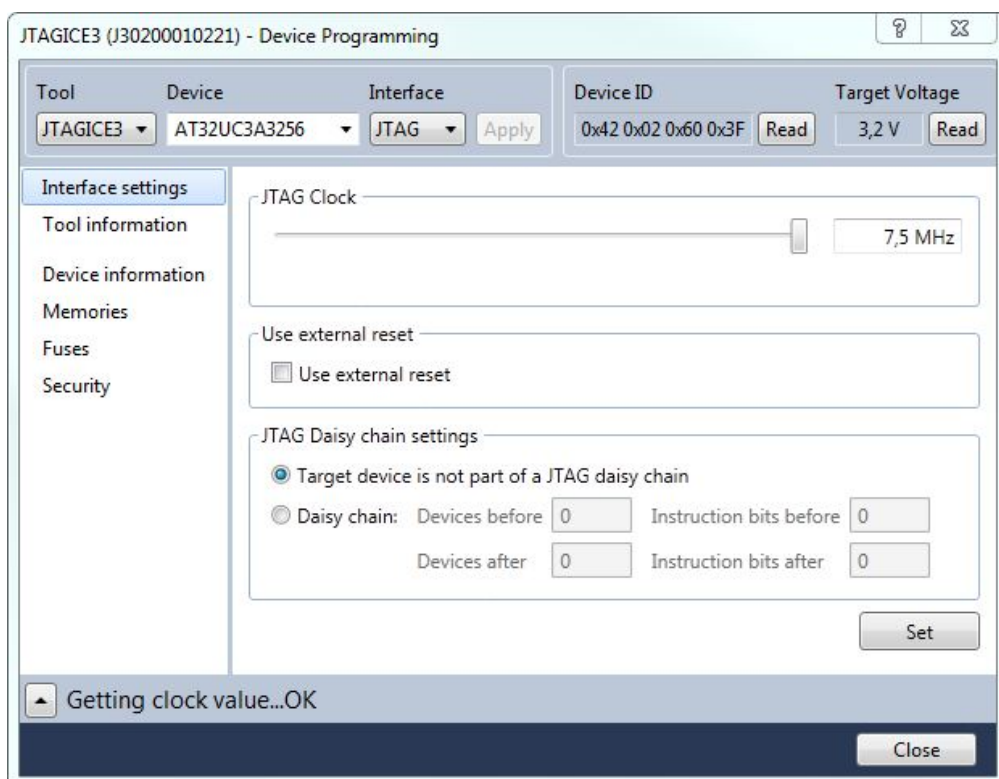 JTAGICE3 (J30200010221) - Device Programming
Tool Device Interface Device ID Target Voltage
JTAGICE3 AT32UC3A3256 JTAG Apply 0x42 0x02 0x60 0x3F Read 3,2 V Read
Interface settings
Tool information
Device information
Memories
Fuses
Security
JTAG Clock
7,5 MHz
Use external reset
Use external reset
JTAG Daisy chain settings
Target device is not part of a JTAG daisy chain
Daisy chain: Devices before 0 Instruction bits before 0
Devices after 0 Instruction bits after 0
Set
Getting clock value...OK
Close